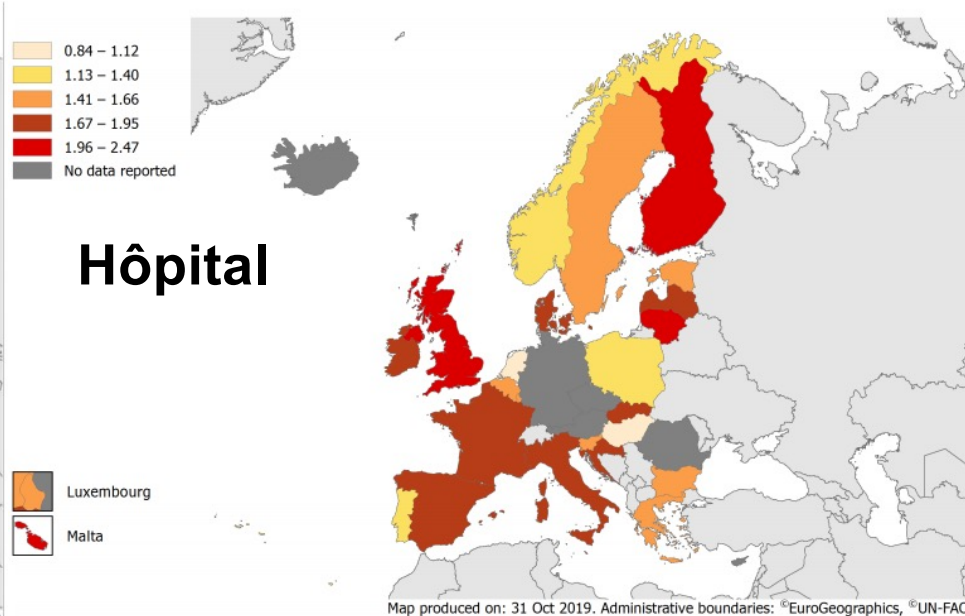 0.84 – 1.12
1.13 – 1.40
1.41 – 1.66
1.67 – 1.95
1.96 – 2.47
No data reported
Hôpital
Luxembourg
Malta
Map produced on: 31 Oct 2019. Administrative boundaries: ©EuroGeographics, ©UN-FAO